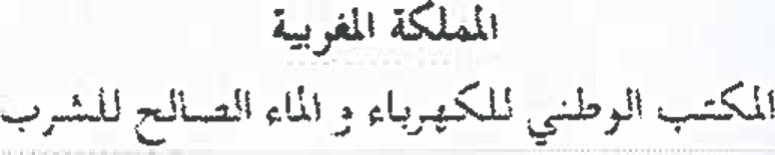 المملكة المغربية
المكتب الوطني للكهرباء و الماء الصالح للشرب